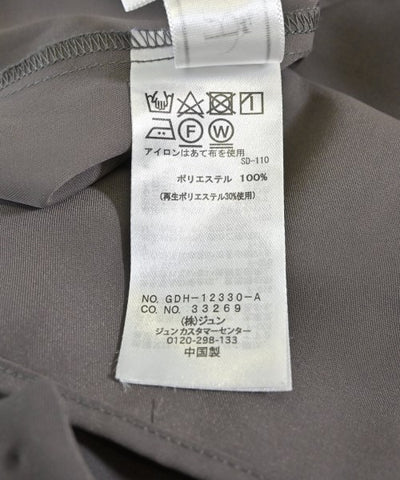 F W
アイロンはあて布を使用
SD-110
ポリエステル 100%
(再生ポリエステル30%使用)
NO. GDH-12330-A
CO. NO. 33269
(株)ジュン
ジュンカスタマーセンター
0120-298-133
中国製